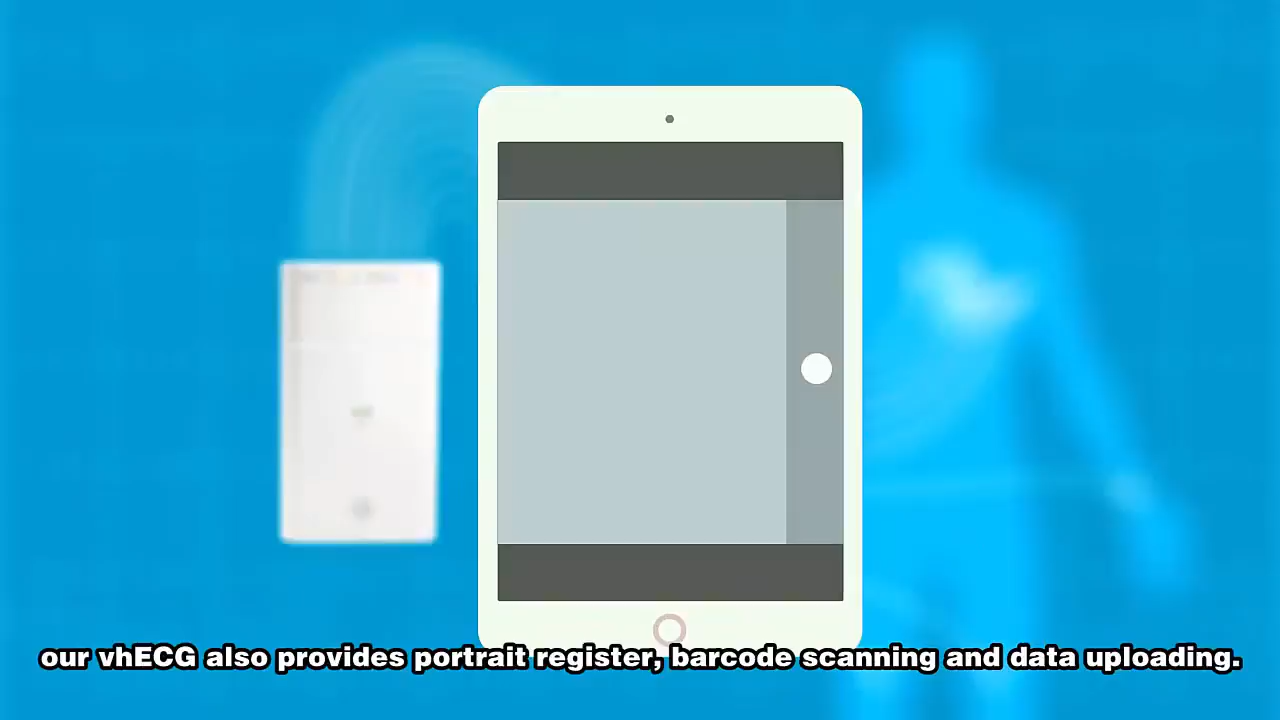 our vhECG also provides portrait register, barcode scanning and data uploading.